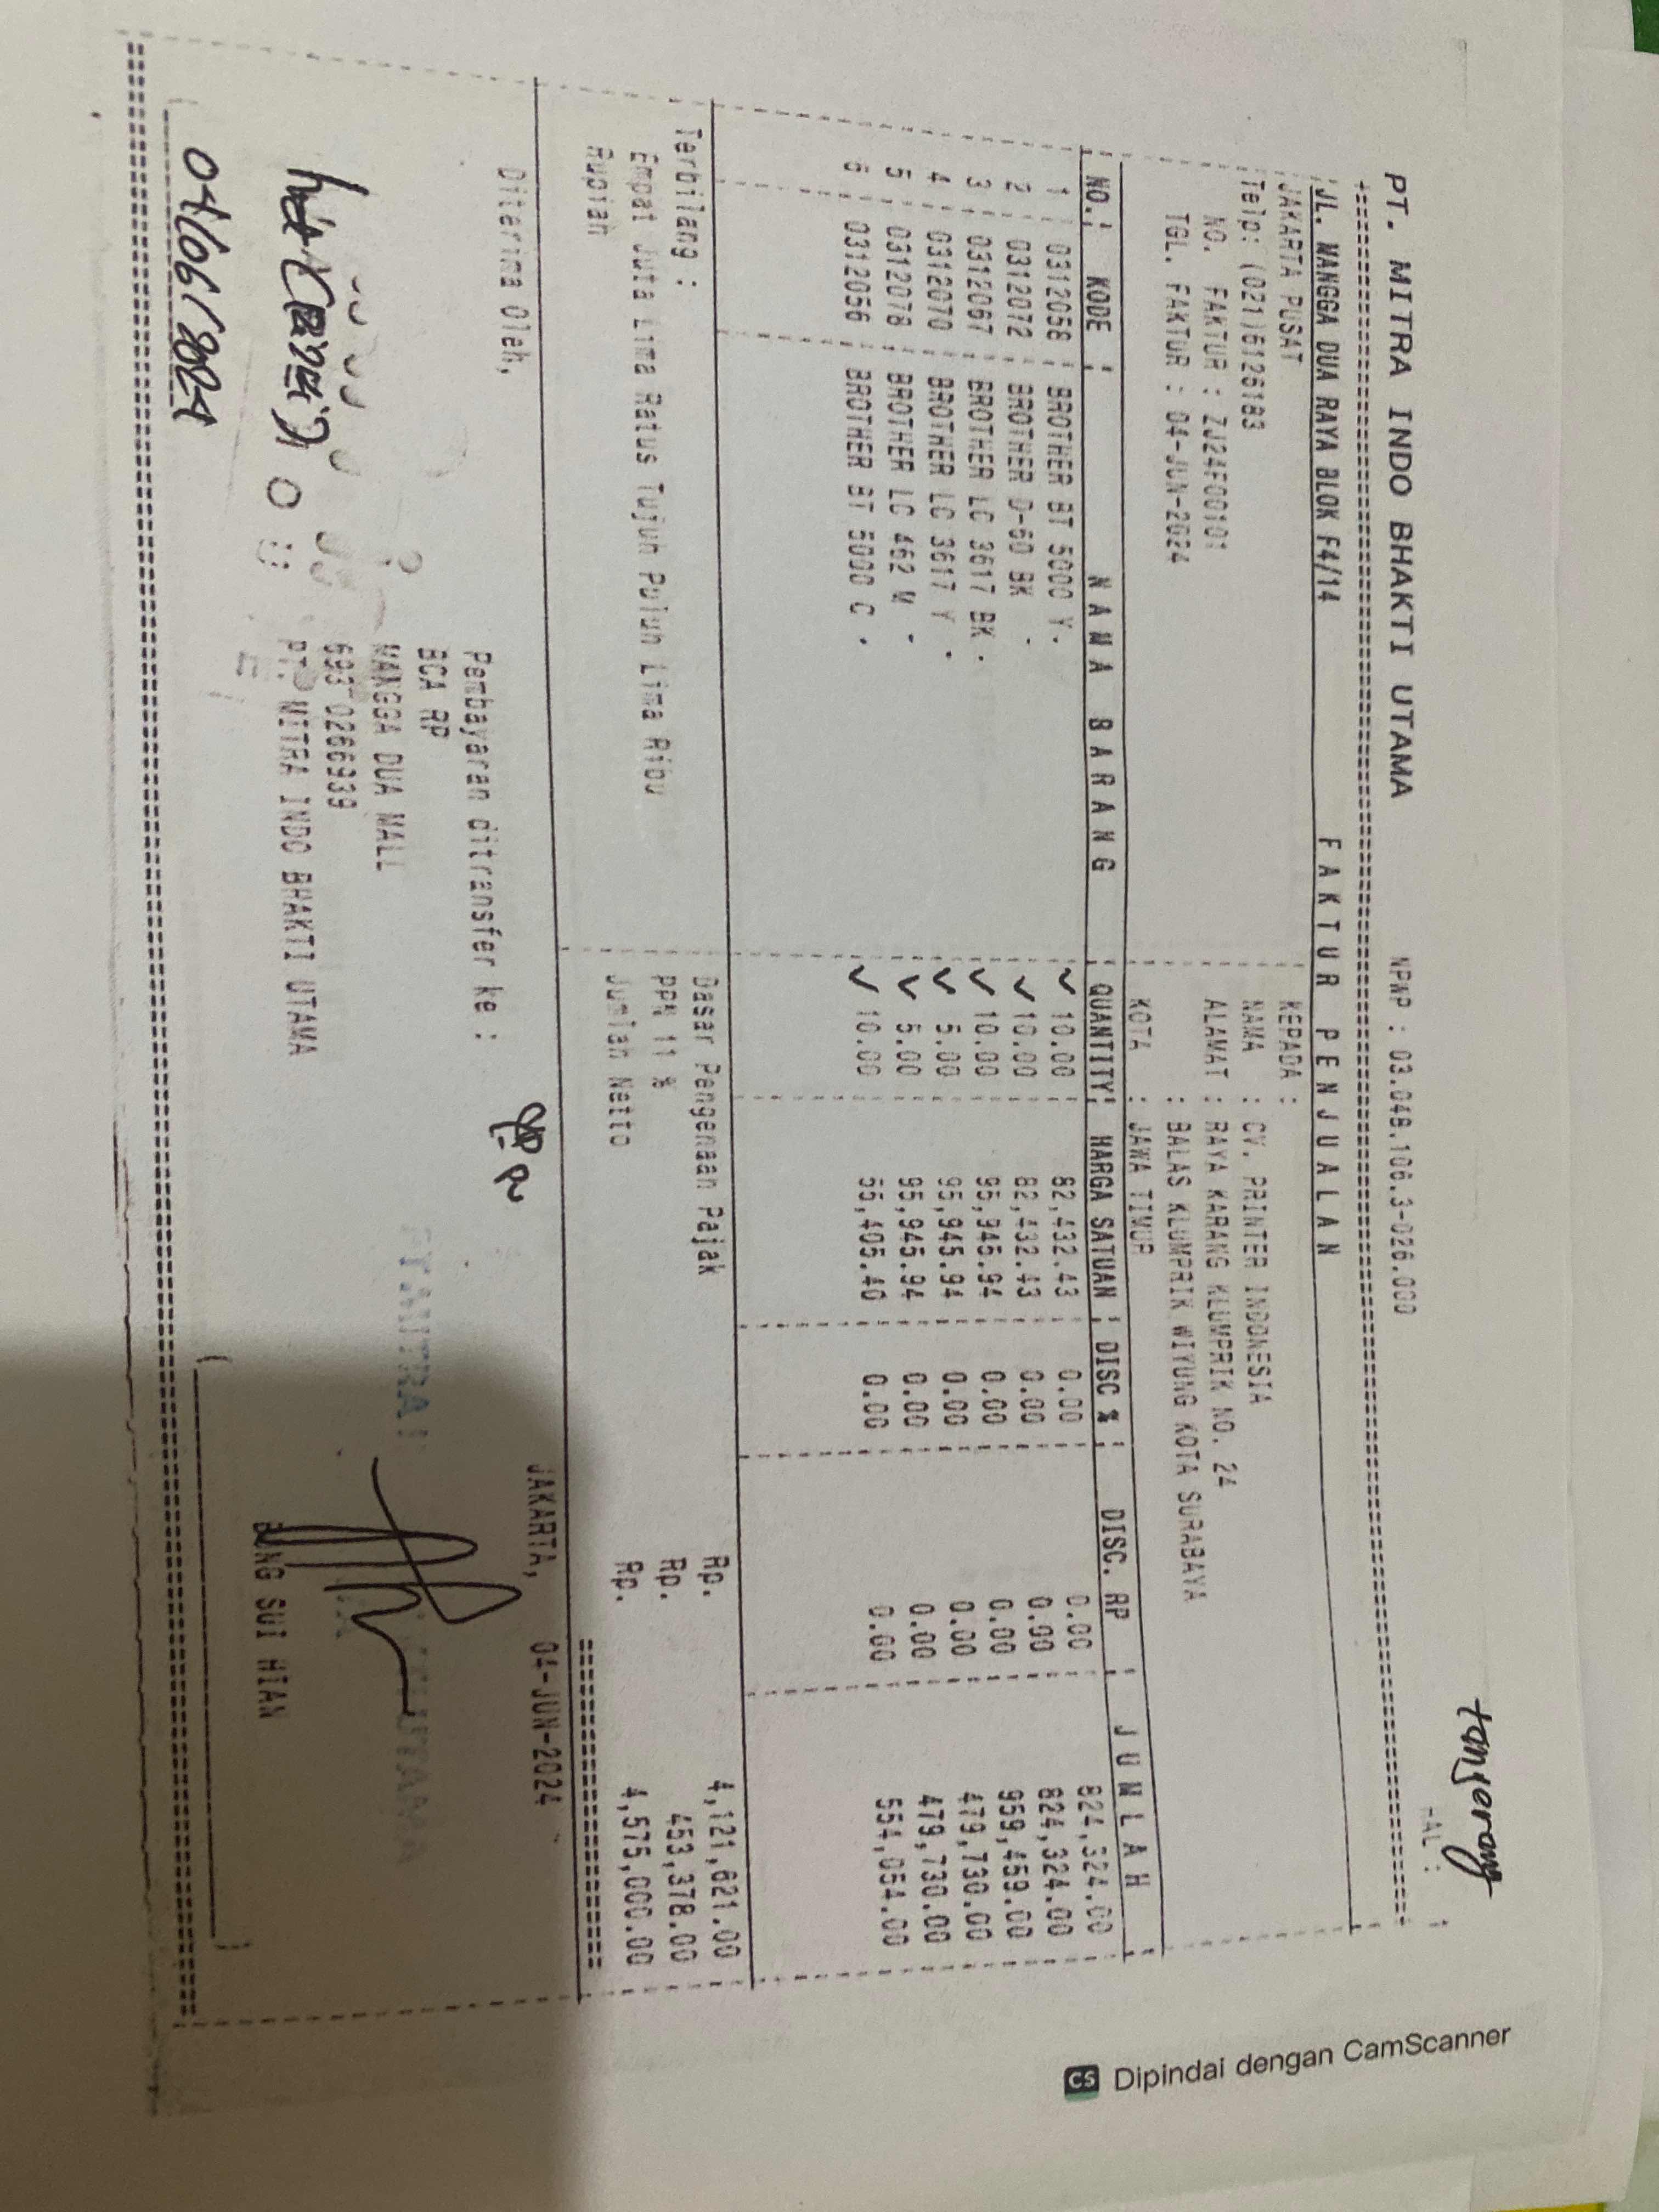 tangerang
PT. MITRA INDO BHAKTI UTAMA NPWP : 03.048.106.3-026.000 HAL :
JL. MANGGA DUA RAYA BLOK F4/14 FAKTUR PENJUALAN
JAKARTA PUSAT KEPADA :
Telp: (021)6126183 NAMA : CV. PRINTER INDONESIA
NO. FAKTUR : ZJ24F00101 ALAMAT : RAYA KARANG KLUMPRIK NO. 24
TGL. FAKTUR : 04-JUN-2024 : BALAS KLUMPRIK WIYUNG KOTA SURABAYA
KOTA : JAWA TIMUR
NO. KODE NAMA BARANG QUANTITY HARGA SATUAN DISC % DISC. RP JUMLAH
1 0312058 BROTHER BT 5000 Y 10.00 82,432.43 0.00 0.00 824,324.00
2 0312072 BROTHER D-60 BK 10.00 82,432.43 0.00 0.00 824,324.00
3 0312067 BROTHER LC 3617 BK 10.00 95,945.94 0.00 0.00 959,459.00
4 0312070 BROTHER LC 3617 Y 5.00 95,945.94 0.00 0.00 479,730.00
5 0312078 BROTHER LC 462 M 5.00 95,945.94 0.00 0.00 479,730.00
6 0312056 BROTHER BT 5000 C 10.00 55,405.40 0.00 0.00 554,054.00
Terbilang : Dasar Pengenaan Pajak Rp. 4,121,621.00
Empat Juta Lima Ratus Tujuh Puluh Lima Ribu PPN 11 % Rp. 453,378.00
Rupiah Jumlah Netto Rp. 4,575,000.00
Diterima Oleh, JAKARTA, 04-JUN-2024
Pembayaran ditransfer ke :
BCA RP
MANGGA DUA MALL
693-0266939
PT. MITRA INDO BHAKTI UTAMA
PT. MITRA UTAMA
BONG SUI HIAN
04/06/2024
CS Dipindai dengan CamScanner